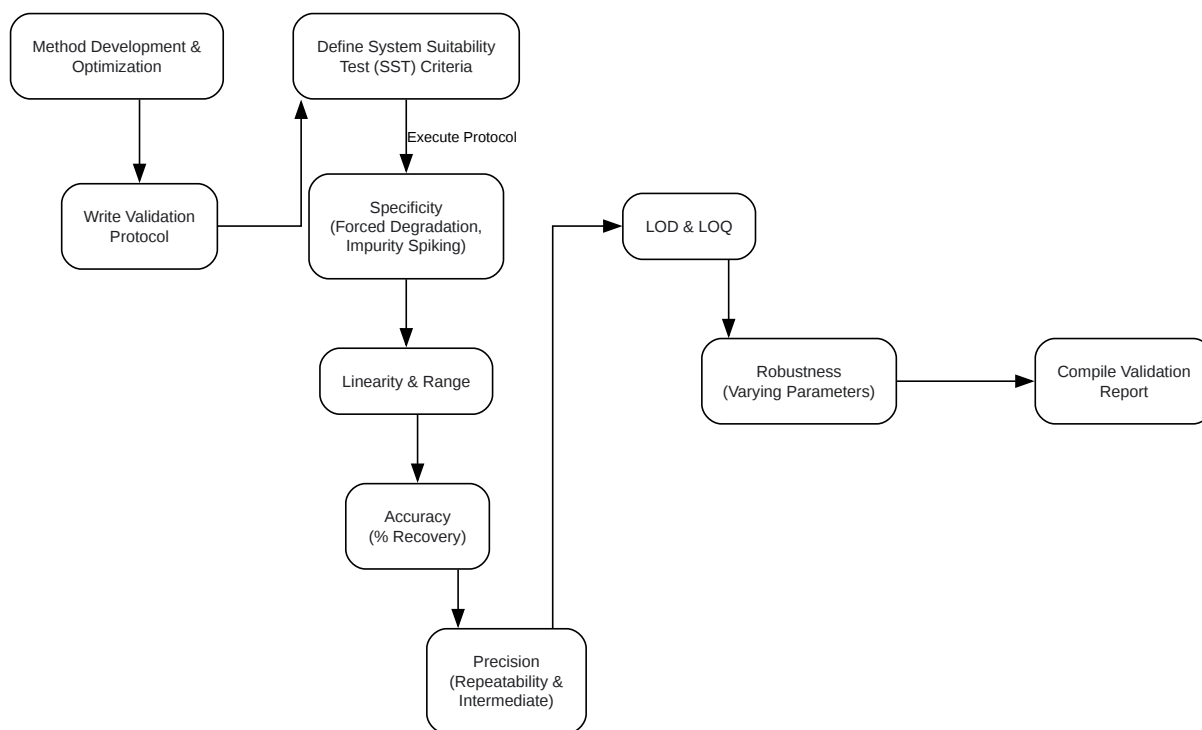 Method Development &
Optimization
Write Validation
Protocol
Define System Suitability
Test (SST) Criteria
Execute Protocol
Specificity
(Forced Degradation,
Impurity Spiking)
Linearity & Range
Accuracy
(% Recovery)
Precision
(Repeatability &
Intermediate)
LOD & LOQ
Robustness
(Varying Parameters)
Compile Validation
Report